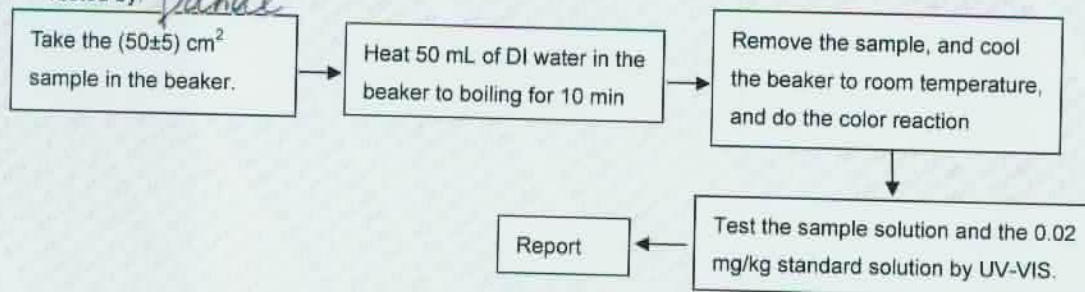 Take the (50±5) cm²
sample in the beaker.
Heat 50 mL of DI water in the
beaker to boiling for 10 min
Remove the sample, and cool
the beaker to room temperature,
and do the color reaction
Test the sample solution and the 0.02
mg/kg standard solution by UV-VIS.
Report